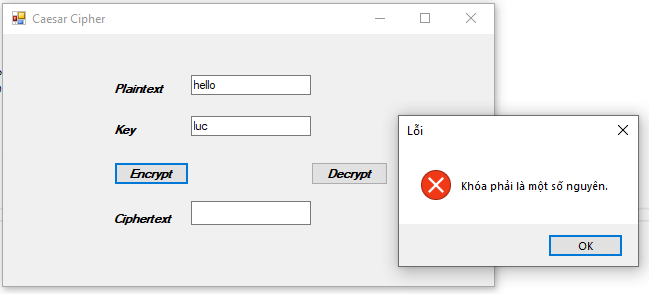 Caesar Cipher
Plaintext
hello
Key
luc
Encrypt
Decrypt
Ciphertext
Lỗi
Khóa phải là một số nguyên.
OK